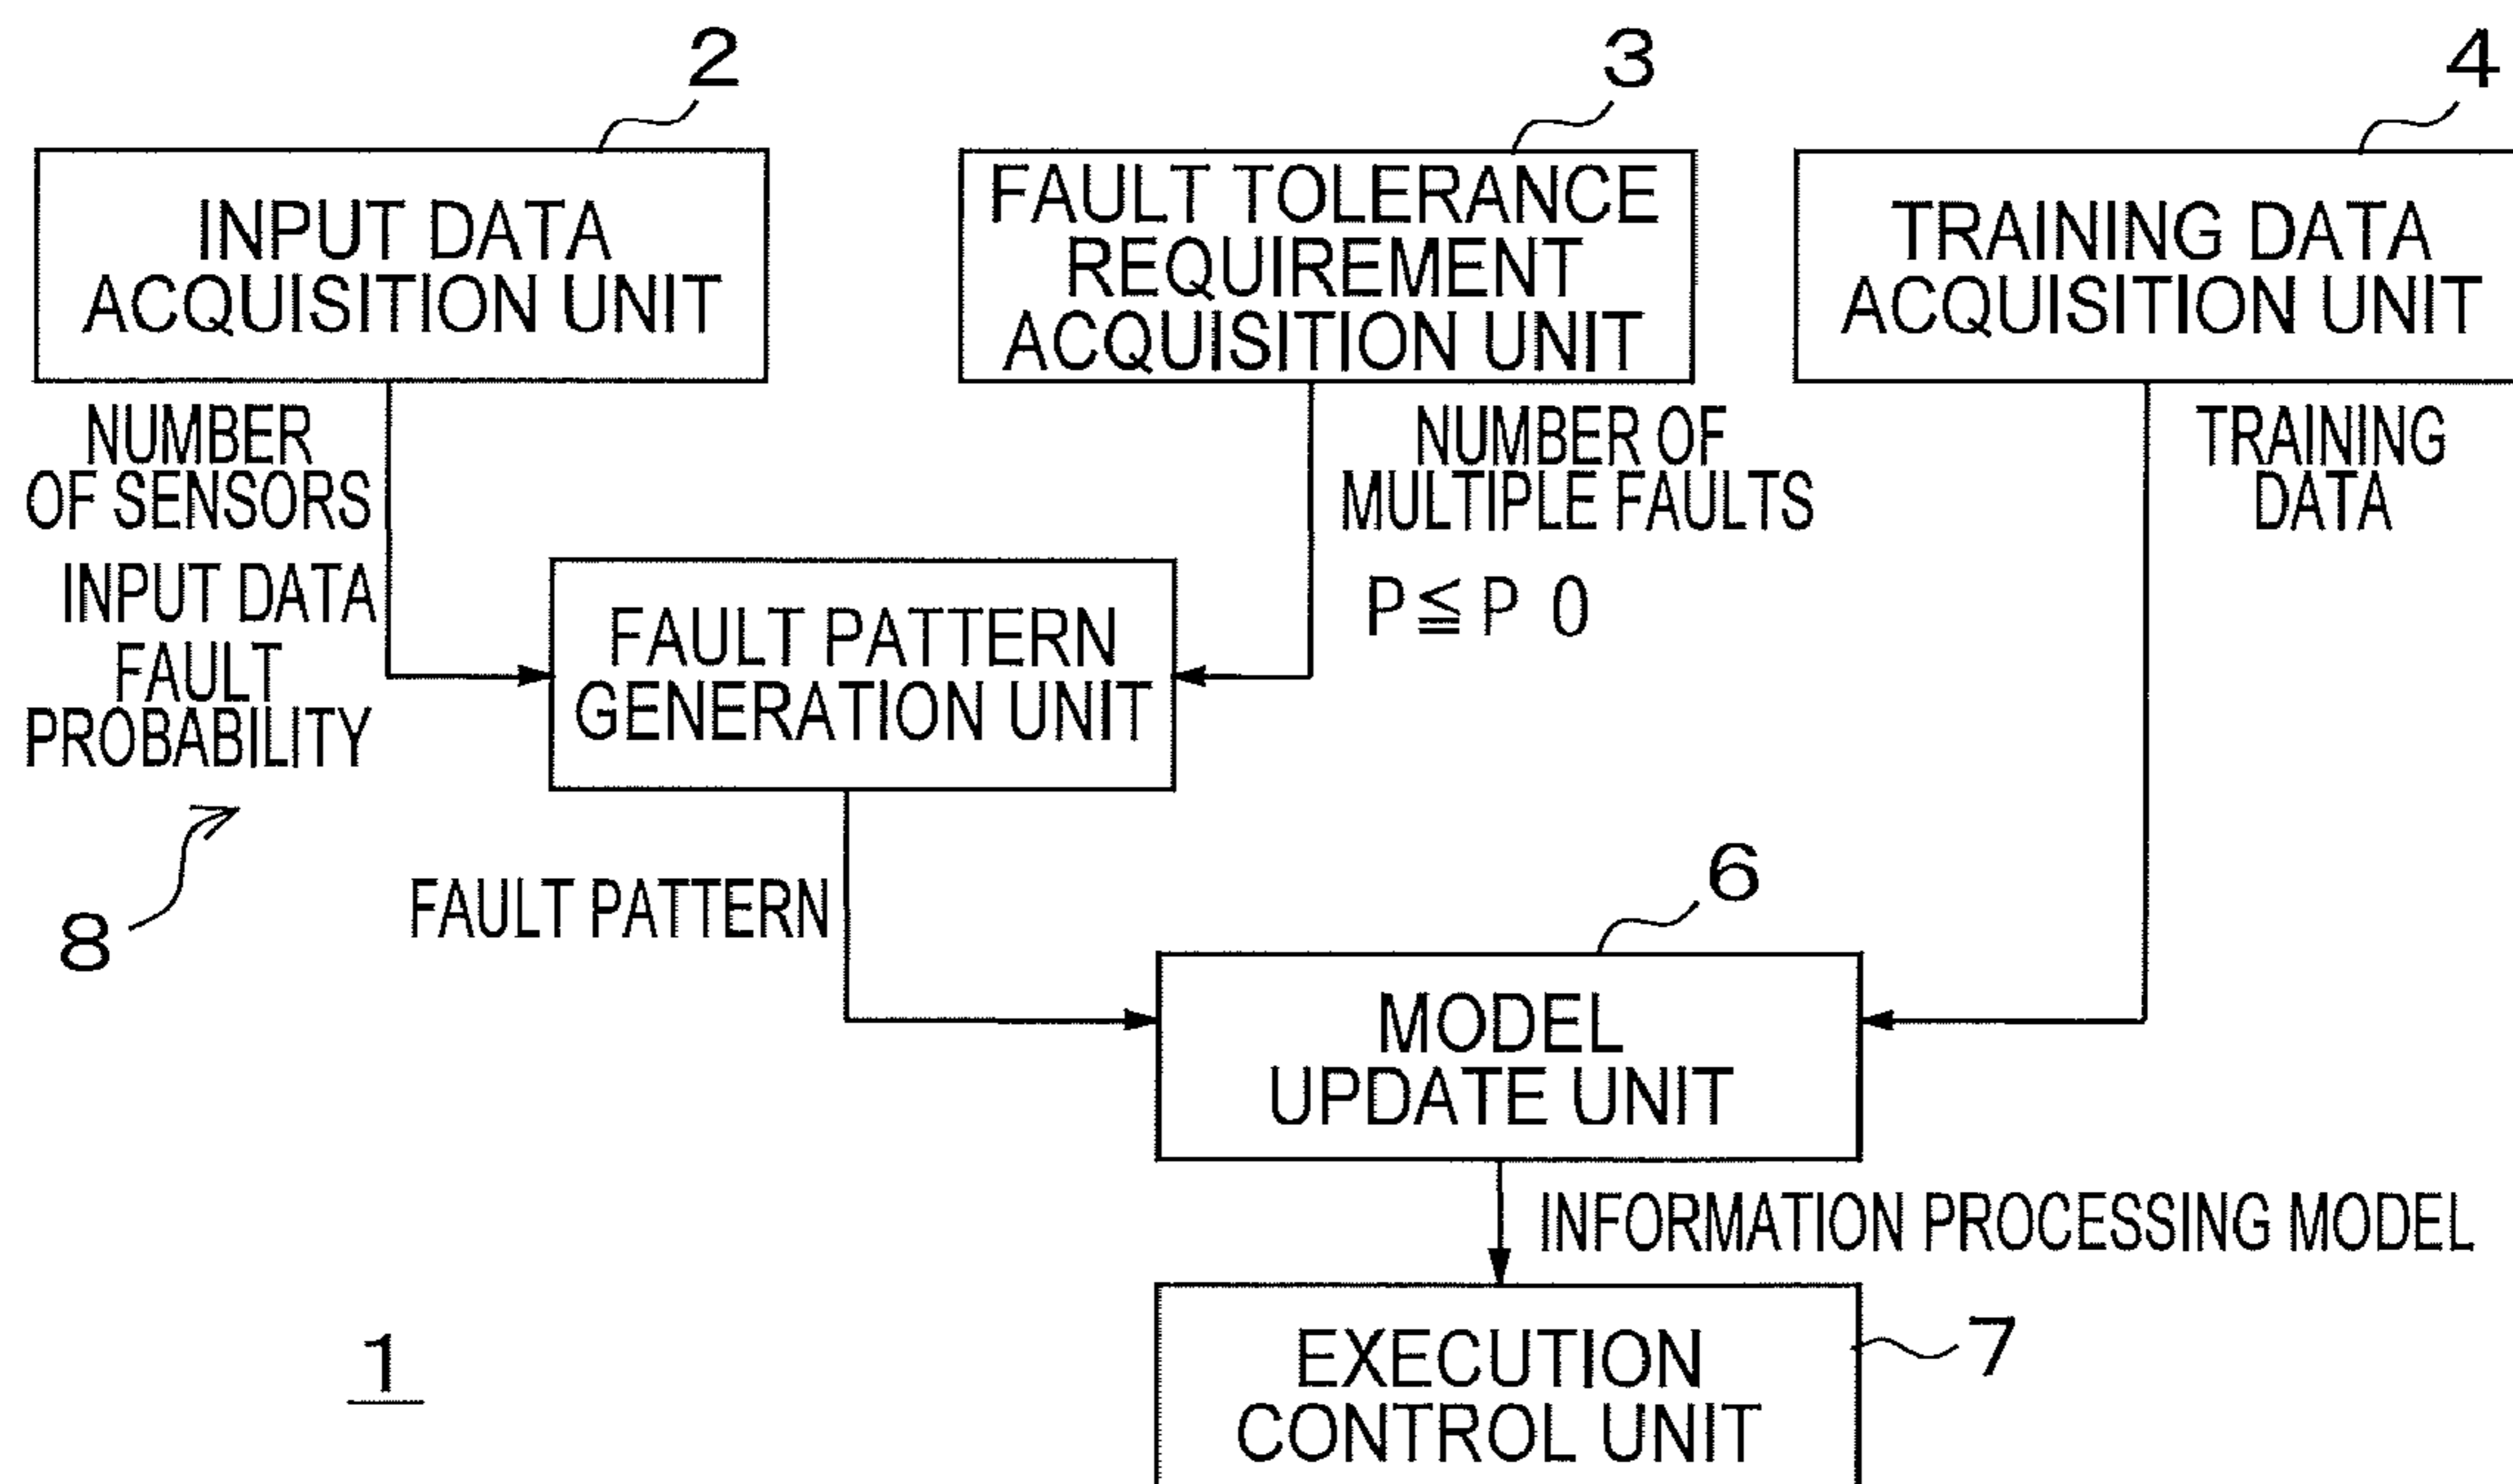 2
3
4
INPUT DATA
ACQUISITION UNIT
FAULT TOLERANCE
REQUIREMENT
ACQUISITION UNIT
TRAINING DATA
ACQUISITION UNIT
NUMBER
OF SENSORS
INPUT DATA
FAULT
PROBABILITY
NUMBER OF
MULTIPLE FAULTS
P ≦ P 0
TRAINING
DATA
FAULT PATTERN
GENERATION UNIT
8
FAULT PATTERN
6
MODEL
UPDATE UNIT
INFORMATION PROCESSING MODEL
1
EXECUTION
CONTROL UNIT
7